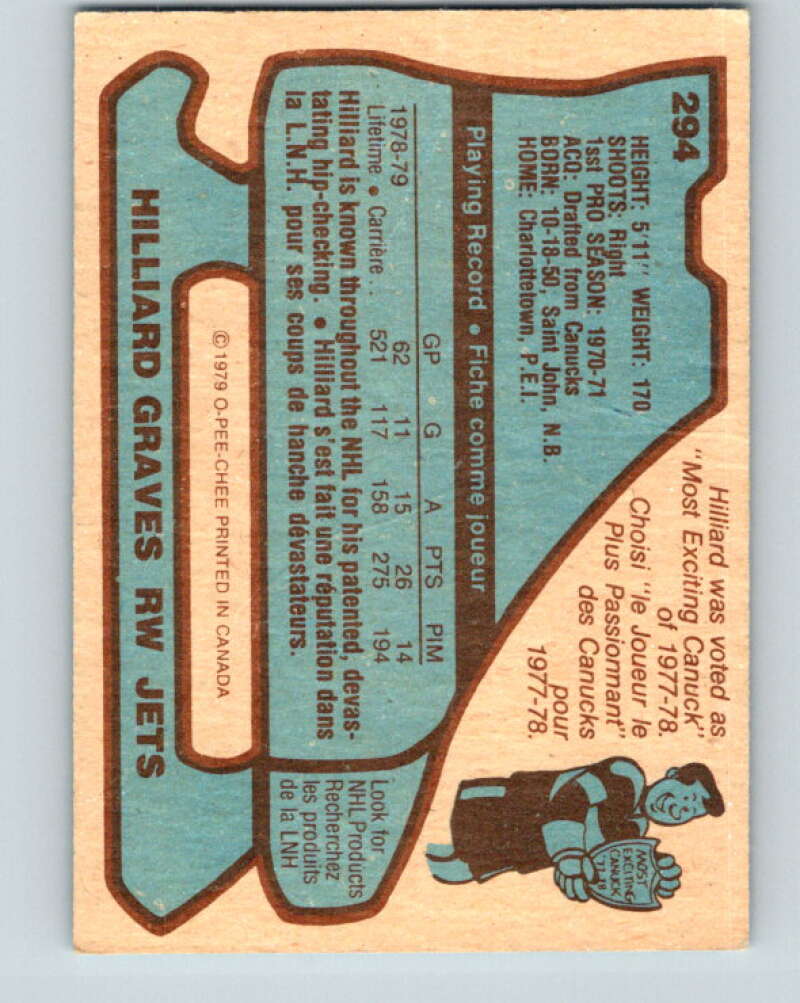 294
HEIGHT: 5'11" WEIGHT: 170
SHOOTS: Right
1sst PRO SEASON: 1970-71
ACQ: Drafted from Canucks
BORN: 10-18-50, Saint John, N.B.
HOME: Charlottetown, P.E.I.
Hilliard was voted as
"Most Exciting Canuck"
of 1977-78.
Choisi "le Joueur le
Plus Passionnant"
des Canucks
pour
1977-78.
MOST
EXCITING
CANUCK
77-78
Playing Record • Fiche comme joueur
GP G A PTS PIM
1978-79 62 11 15 26 14
Lifetime • Carrière . . 521 117 158 275 194
Hilliard is known throughout the NHL for his patented, devas-
tating hip-checking. • Hilliard s'est fait une réputation dans
la L.N.H. pour ses coups de hanche dévastateurs.
Look for
NHL Products
Recherchez
les produits
de la LNH
© 1979 O-PEE-CHEE PRINTED IN CANADA
HILLIARD GRAVES RW JETS